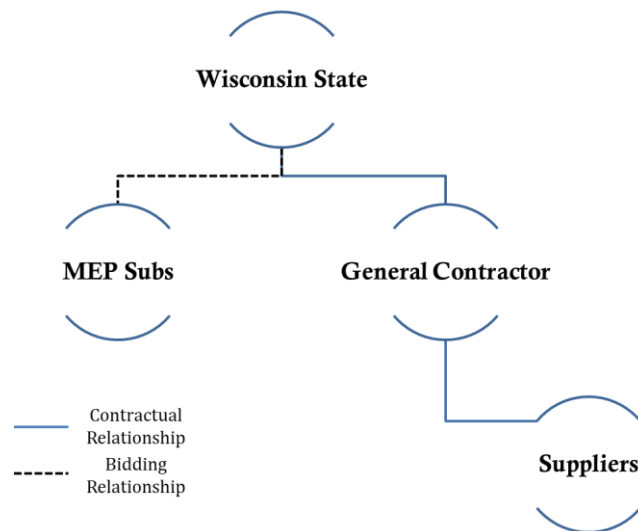 Wisconsin State
MEP Subs
General Contractor
Contractual
Relationship
Bidding
Relationship
Suppliers